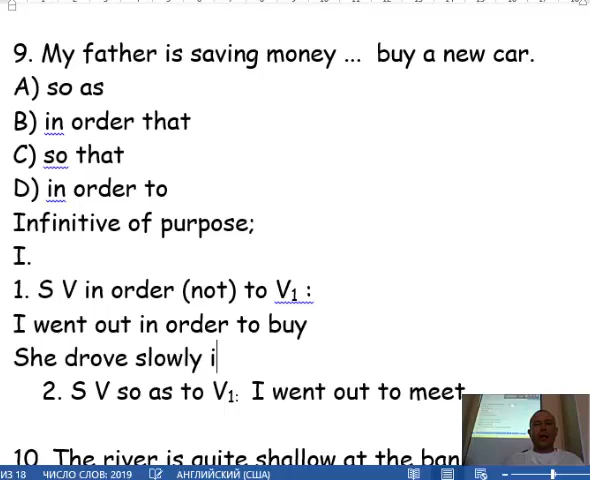 9. My father is saving money ...  buy a new car.
A) so as
B) in order that
C) so that
D) in order to
Infinitive of purpose;
I.
1. S V in order (not) to V₁ :
I went out in order to buy
She drove slowly i
2. S V so as to V₁:  I went out to meet
10. The river is quite shallow at the ban
ИЗ 18 ЧИСЛО СЛОВ: 2019 АНГЛИЙСКИЙ (США)